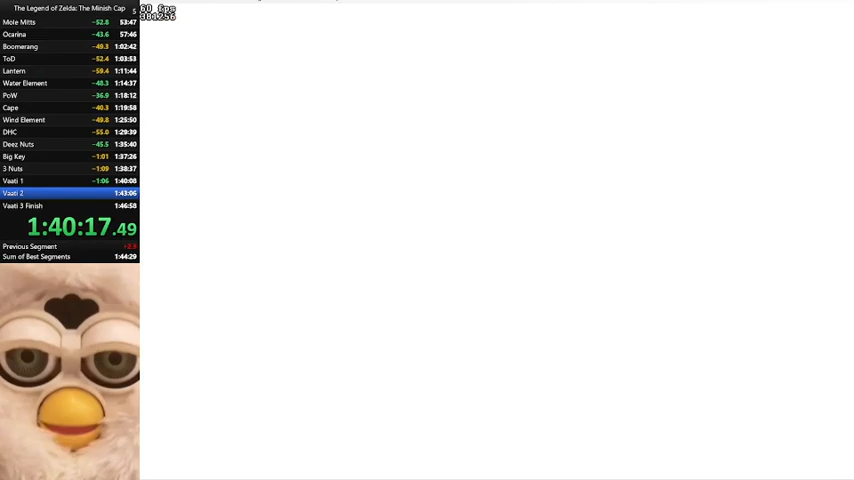 The Legend of Zelda: The Minish Cap
5
60 fps
381256
Mole Mitts -52.8 53:47
Ocarina -43.6 57:46
Boomerang -49.3 1:02:42
ToD -52.4 1:03:53
Lantern -59.4 1:11:44
Water Element -48.3 1:14:37
PoW -36.9 1:18:12
Cape -40.3 1:19:58
Wind Element -49.8 1:25:50
DHC -55.0 1:29:39
Deez Nuts -45.5 1:35:40
Big Key -1:01 1:37:26
3 Nuts -1:09 1:38:37
Vaati 1 -1:06 1:40:08
Vaati 2 1:43:06
Vaati 3 Finish 1:46:58
1:40:17.49
Previous Segment +2.9
Sum of Best Segments 1:44:29